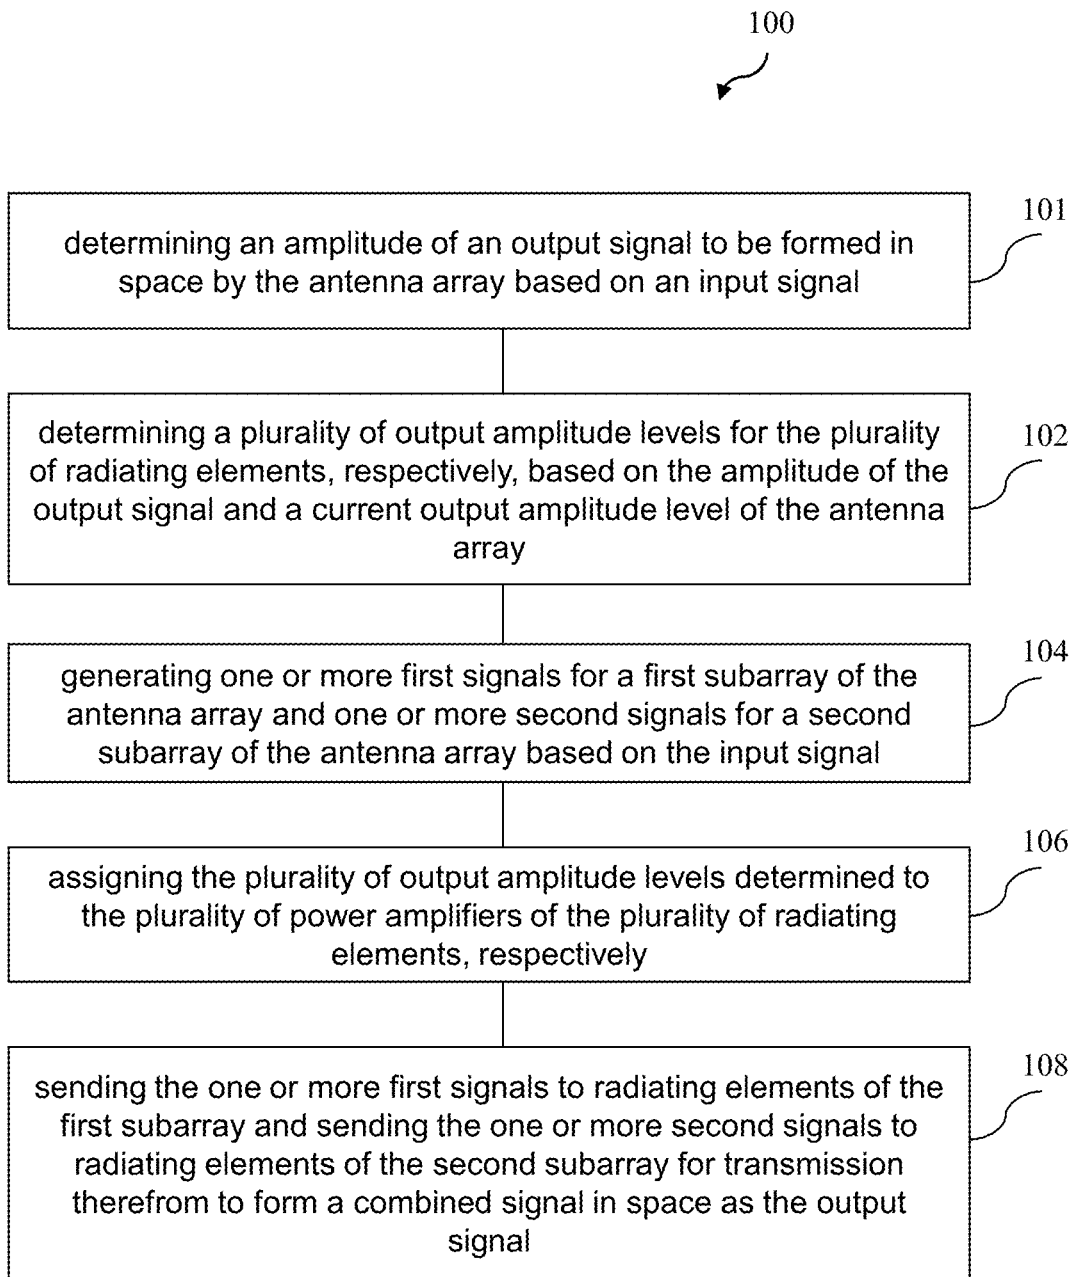 100
101
determining an amplitude of an output signal to be formed in
space by the antenna array based on an input signal
102
determining a plurality of output amplitude levels for the plurality
of radiating elements, respectively, based on the amplitude of the
output signal and a current output amplitude level of the antenna
array
104
generating one or more first signals for a first subarray of the
antenna array and one or more second signals for a second
subarray of the antenna array based on the input signal
106
assigning the plurality of output amplitude levels determined to
the plurality of power amplifiers of the plurality of radiating
elements, respectively
108
sending the one or more first signals to radiating elements of the
first subarray and sending the one or more second signals to
radiating elements of the second subarray for transmission
therefrom to form a combined signal in space as the output
signal